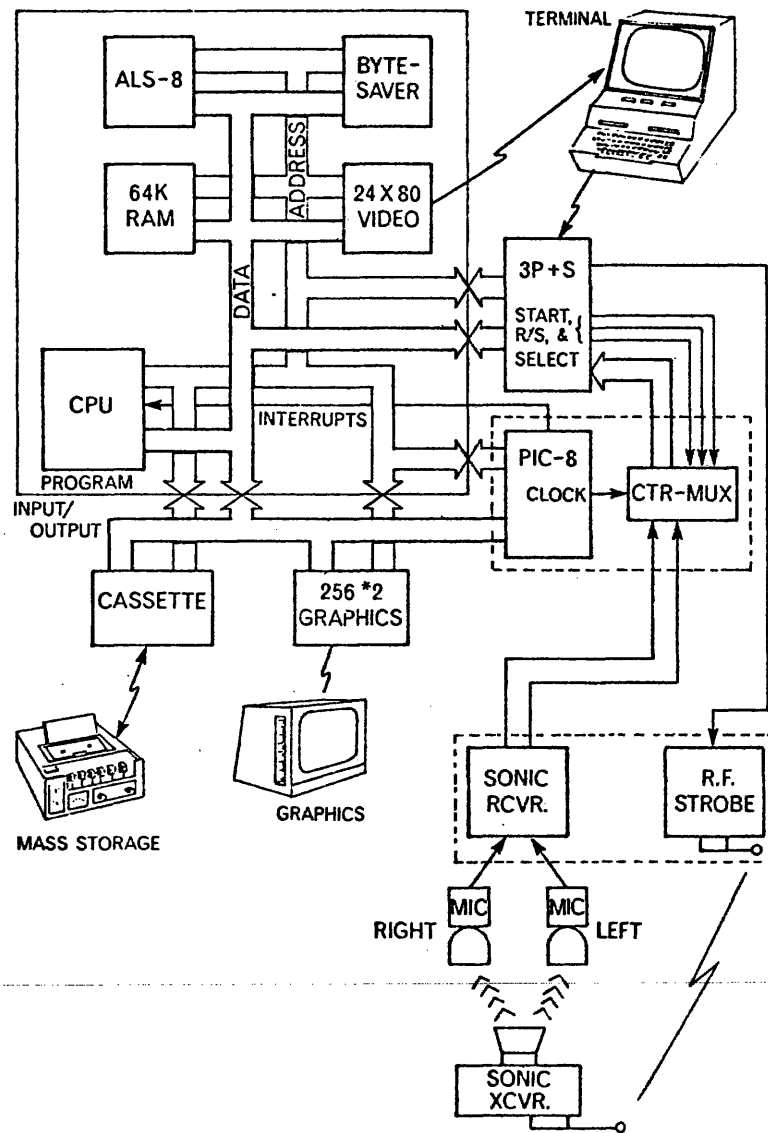 TERMINAL
ALS-8
BYTE-
SAVER
ADDRESS
64K
RAM
24 X 80
VIDEO
DATA
3P+S
START,
R/S, &
SELECT
CPU
INTERRUPTS
PROGRAM
INPUT/
OUTPUT
PIC-8
CLOCK
CTR-MUX
CASSETTE
256 *2
GRAPHICS
MASS STORAGE
GRAPHICS
SONIC
RCVR.
R.F.
STROBE
RIGHT
MIC
MIC
LEFT
SONIC
XCVR.